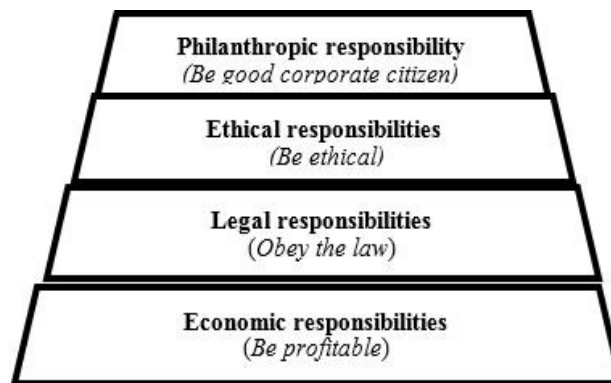 Philanthropic responsibility
(Be good corporate citizen)
Ethical responsibilities
(Be ethical)
Legal responsibilities
(Obey the law)
Economic responsibilities
(Be profitable)